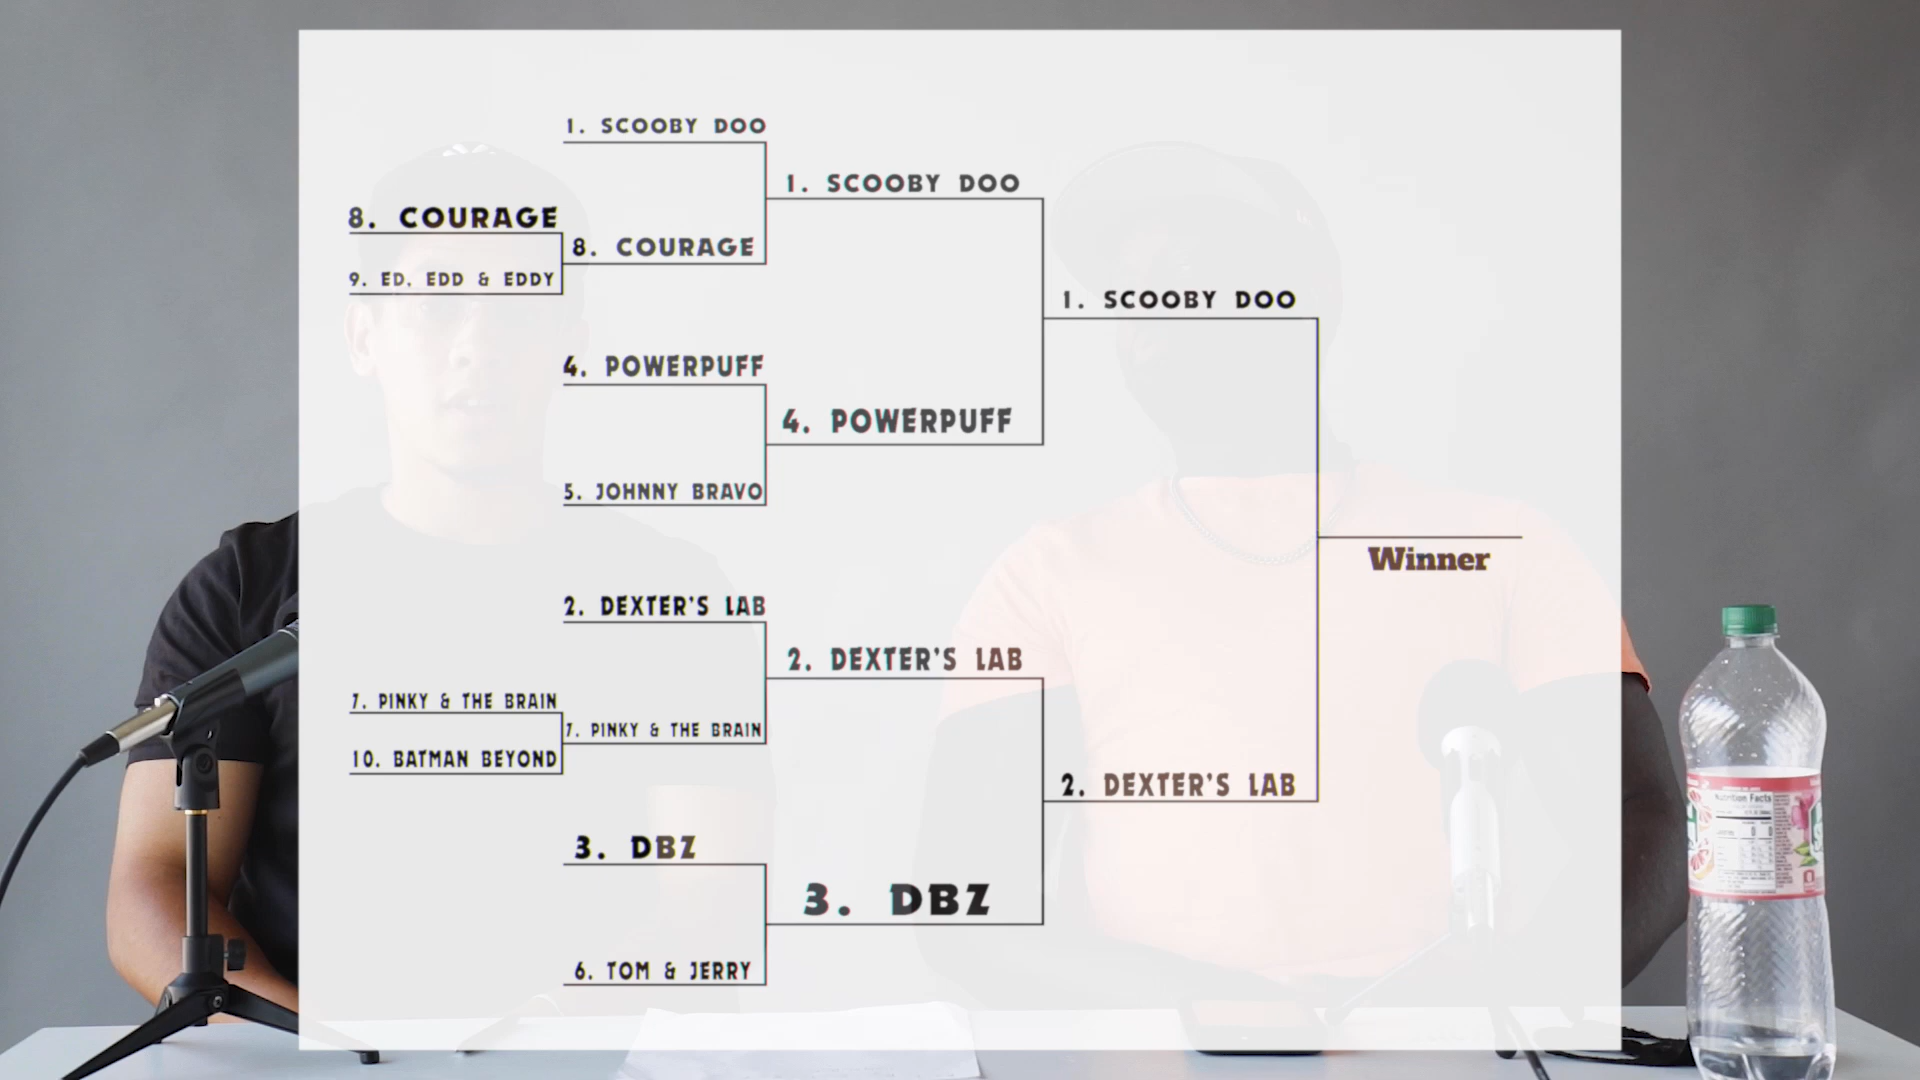 1. SCOOBY DOO
1. SCOOBY DOO
8. COURAGE
8. COURAGE
9. ED, EDD & EDDY
1. SCOOBY DOO
4. POWERPUFF
4. POWERPUFF
5. JOHNNY BRAVO
Winner
2. DEXTER'S LAB
2. DEXTER'S LAB
7. PINKY & THE BRAIN
7. PINKY & THE BRAIN
10. BATMAN BEYOND
2. DEXTER'S LAB
3. DBZ
3. DBZ
6. TOM & JERRY
Nutrition Facts